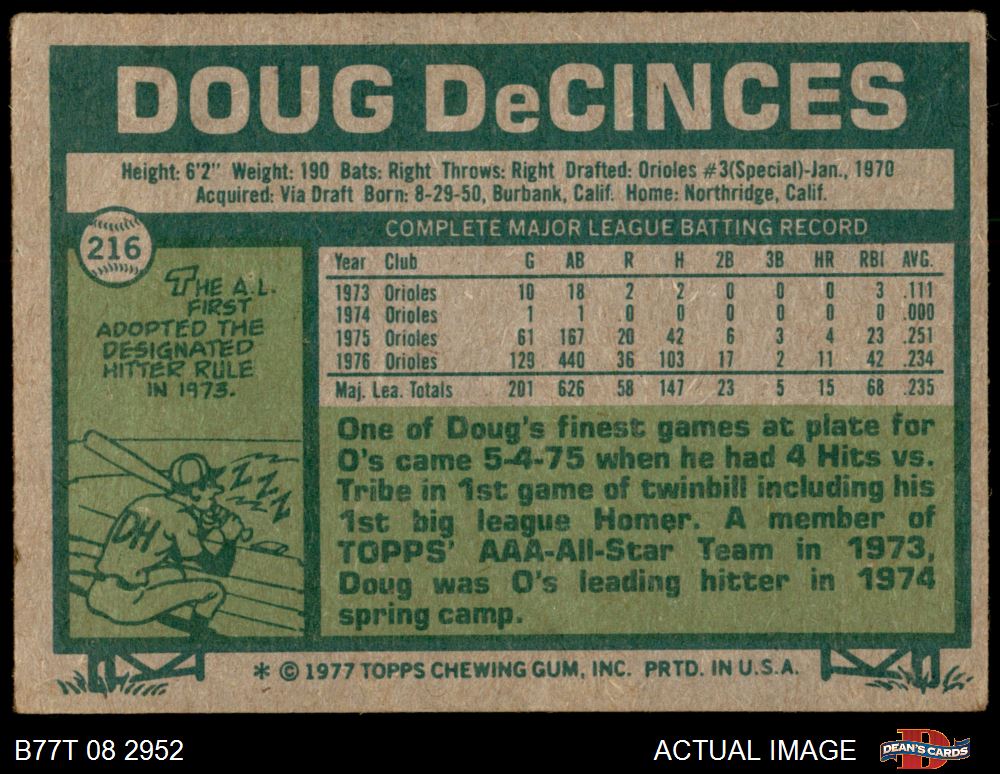 DOUG DeCINCES
Height: 6'2" Weight: 190 Bats: Right Throws: Right Drafted: Orioles #3(Special)-Jan., 1970
Acquired: Via Draft Born: 8-29-50, Burbank, Calif. Home: Northridge, Calif.
216
THE A.L.
FIRST
ADOPTED THE
DESIGNATED
HITTER RULE
IN 1973.
ZZZZ
ZZZ
DH
COMPLETE MAJOR LEAGUE BATTING RECORD
Year Club G AB R H 2B 3B HR RBI AVG.
1973 Orioles 10 18 2 2 0 0 0 3 .111
1974 Orioles 1 1 0 0 0 0 0 0 .000
1975 Orioles 61 167 20 42 6 3 4 23 .251
1976 Orioles 129 440 36 103 17 2 11 42 .234
Maj. Lea. Totals 201 626 58 147 23 5 15 68 .235
One of Doug's finest games at plate for
O's came 5-4-75 when he had 4 Hits vs.
Tribe in 1st game of twinbill including his
1st big league Homer. A member of
TOPPS' AAA-All-Star Team in 1973,
Doug was O's leading hitter in 1974
spring camp.
* © 1977 TOPPS CHEWING GUM, INC. PRTD. IN U.S.A.
B77T 08 2952
ACTUAL IMAGE
DEAN'S CARDS